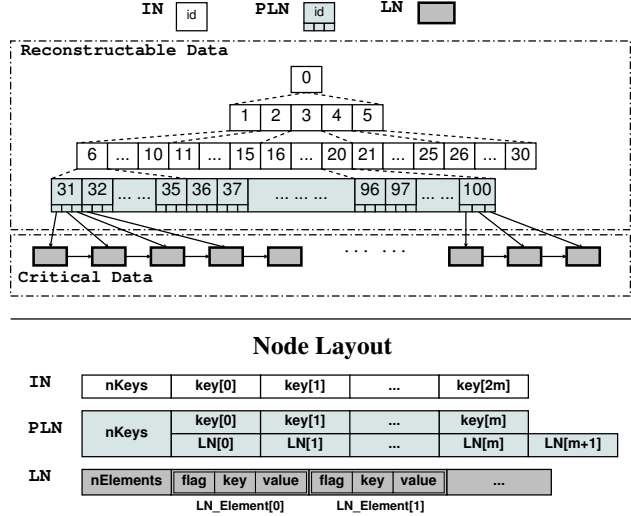 IN id PLN id LN
Reconstructable Data
0
1 2 3 4 5
6 ... 10 11 ... 15 16 ... 20 21 ... 25 26 ... 30
31 32 ... ... 35 36 37 ... ... ... 96 97 ... ... 100
... ...
Critical Data
Node Layout
IN nKeys key[0] key[1] ... key[2m]
PLN nKeys key[0] key[1] ... key[m]
LN[0] LN[1] ... LN[m] LN[m+1]
LN nElements flag key value flag key value ...
LN_Element[0] LN_Element[1]